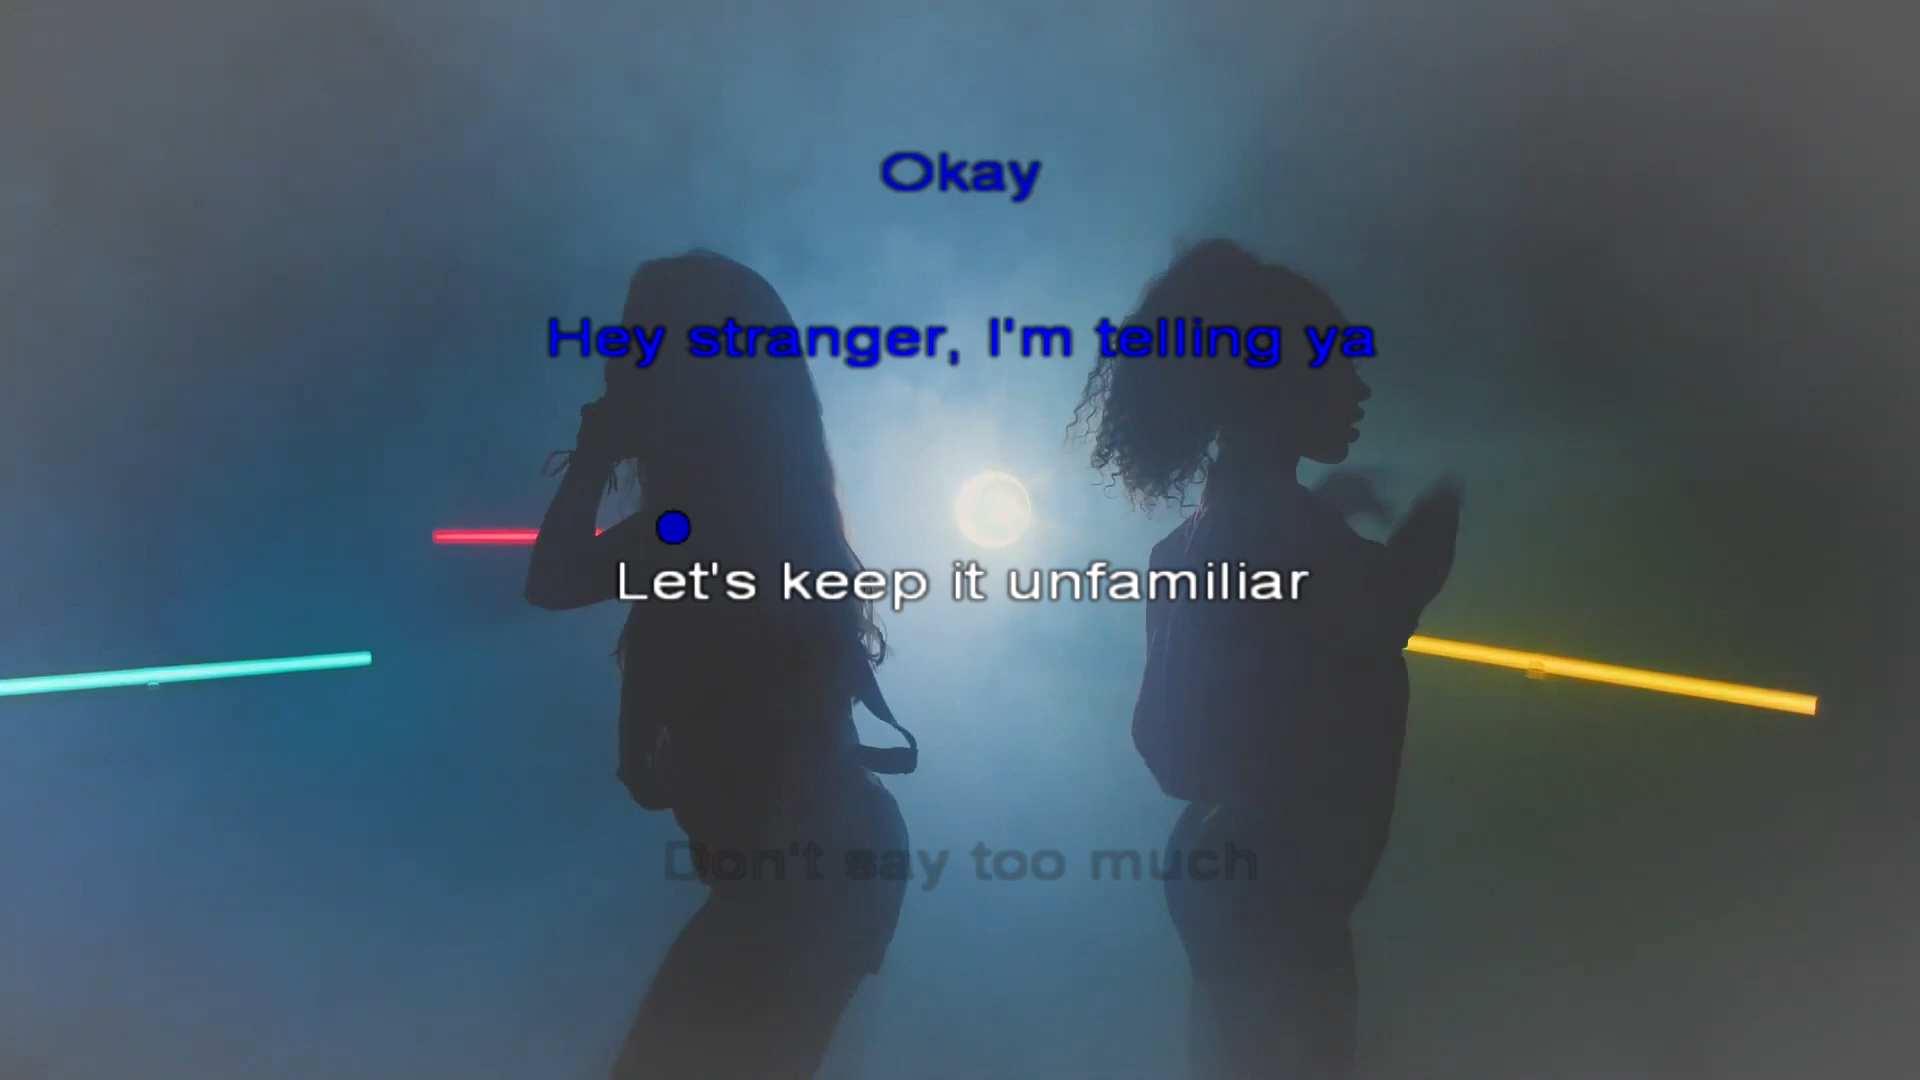 Okay
Hey stranger, I'm telling ya
Let's keep it unfamiliar
Don't say too much